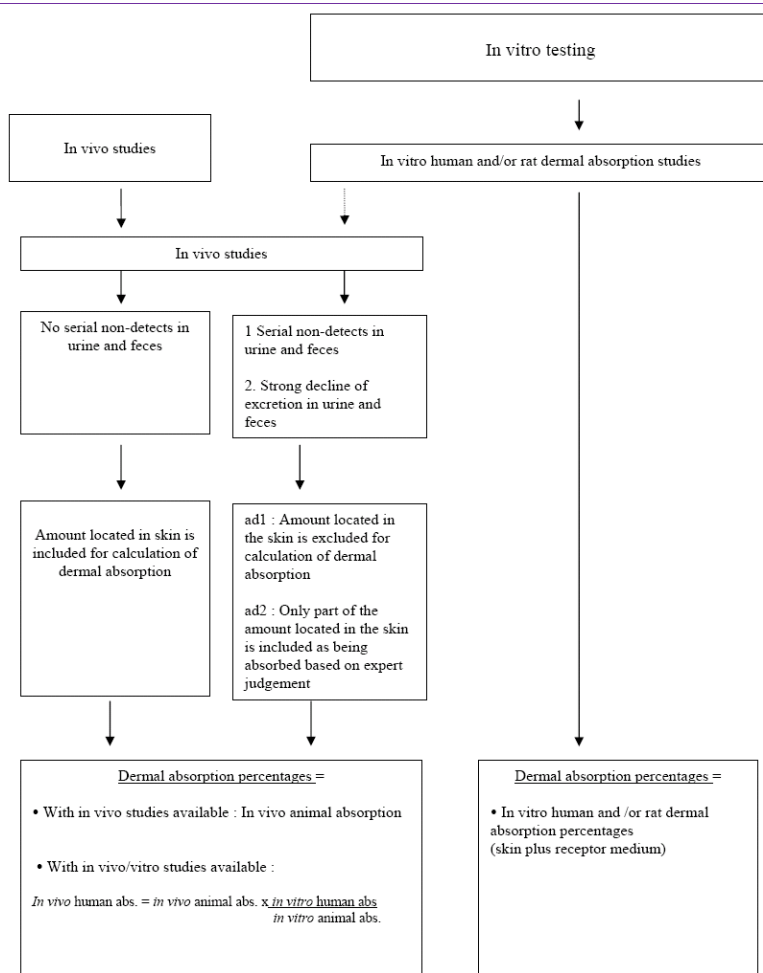 In vitro testing
In vivo studies
In vitro human and/or rat dermal absorption studies
In vivo studies
No serial non-detects in
urine and feces
1 Serial non-detects in
urine and feces
2. Strong decline of
excretion in urine and
feces
Amount located in skin is
included for calculation of
dermal absorption
ad1 : Amount located in
the skin is excluded for
calculation of dermal
absorption
ad2 : Only part of the
amount located in the skin
is included as being
absorbed based on expert
judgement
Dermal absorption percentages =
• With in vivo studies available : In vivo animal absorption
• With in vivo/vitro studies available :
In vivo human abs. = in vivo animal abs. x in vitro human abs
in vitro animal abs.
Dermal absorption percentages =
• In vitro human and /or rat dermal
absorption percentages
(skin plus receptor medium)